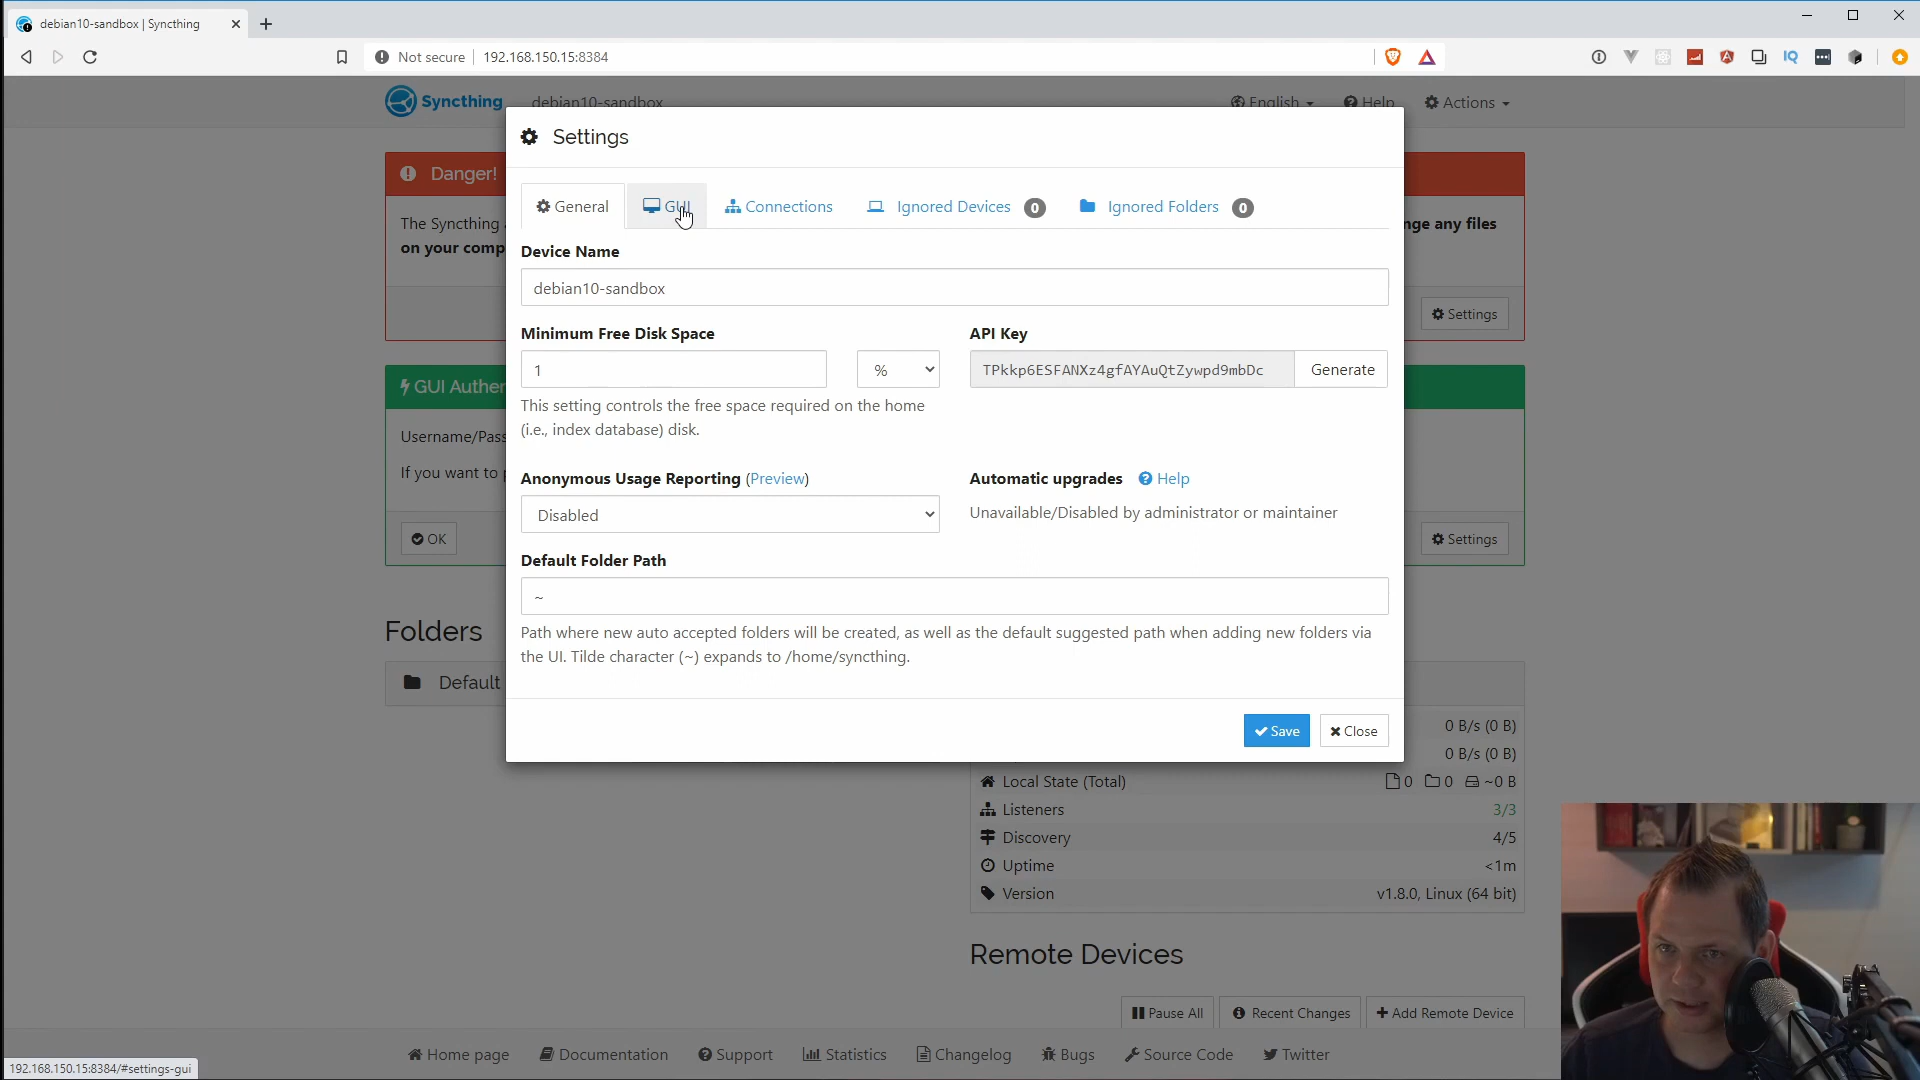 debian10-sandbox | Syncthing
Not secure
192.168.150.15:8384
IQ
Syncthing
debian10-sandbox
English
Help
Actions
Settings
Danger!
The Syncthing
nge any files
on your comp
Settings
General
GUI
Connections
Ignored Devices 0
Ignored Folders 0
Device Name
debian10-sandbox
Minimum Free Disk Space
API Key
1
%
TPkkp6ESFANXz4gfAYAuQtZywpd9mbDc
Generate
This setting controls the free space required on the home
(i.e., index database) disk.
GUI Authen
Username/Pass
If you want to p
OK
Settings
Anonymous Usage Reporting (Preview)
Automatic upgrades
Help
Disabled
Unavailable/Disabled by administrator or maintainer
Default Folder Path
~
Path where new auto accepted folders will be created, as well as the default suggested path when adding new folders via
the UI. Tilde character (~) expands to /home/syncthing.
Save
Close
Folders
Default
0 B/s (0 B)
0 B/s (0 B)
Local State (Total)
0 0 ~0 B
Listeners
3/3
Discovery
4/5
Uptime
<1m
Version
v1.8.0, Linux (64 bit)
Remote Devices
Pause All
Recent Changes
Add Remote Device
Home page
Documentation
Support
Statistics
Changelog
Bugs
Source Code
Twitter
192.168.150.15:8384/#settings-gui